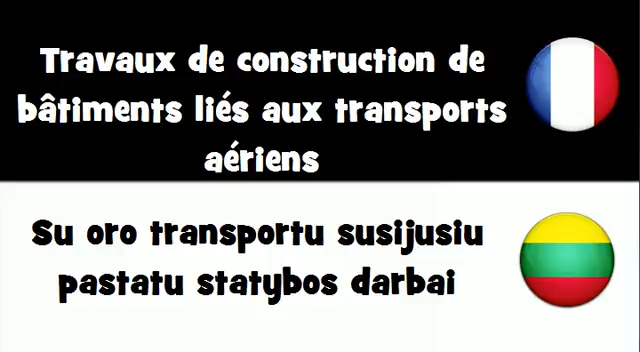 Travaux de construction de
bâtiments liés aux transports
aériens
Su oro transportu susijusiu
pastatu statybos darbai